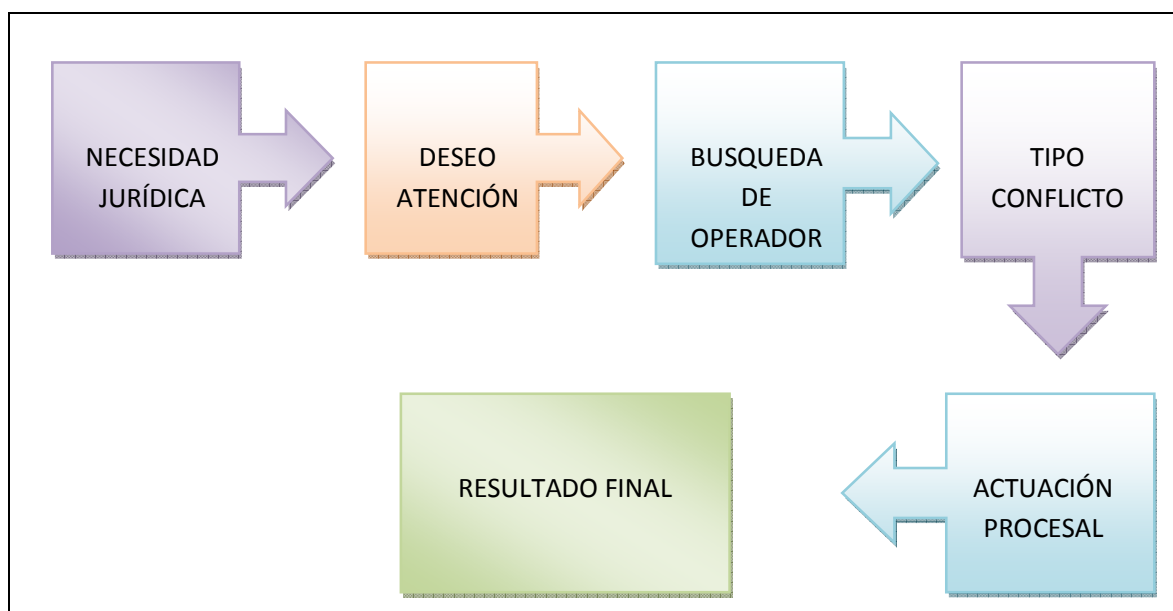 NECESIDAD
JURÍDICA
DESEO
ATENCIÓN
BUSQUEDA
DE
OPERADOR
TIPO
CONFLICTO
ACTUACIÓN
PROCESAL
RESULTADO FINAL